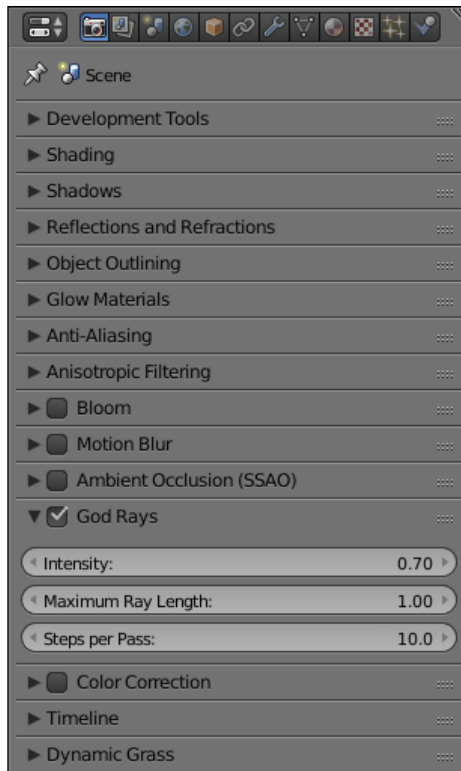 Scene
Development Tools
Shading
Shadows
Reflections and Refractions
Object Outlining
Glow Materials
Anti-Aliasing
Anisotropic Filtering
Bloom
Motion Blur
Ambient Occlusion (SSAO)
God Rays
Intensity: 0.70
Maximum Ray Length: 1.00
Steps per Pass: 10.0
Color Correction
Timeline
Dynamic Grass